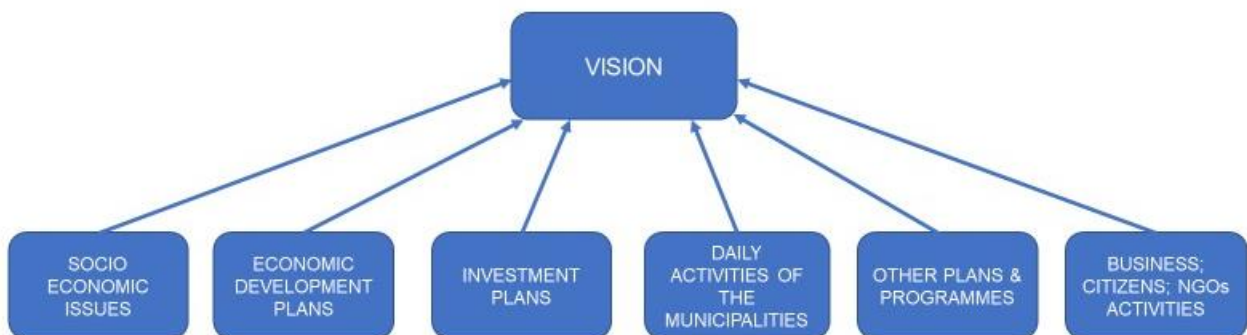 VISION
SOCIO
ECONOMIC
ISSUES
ECONOMIC
DEVELOPMENT
PLANS
INVESTMENT
PLANS
DAILY
ACTIVITIES OF
THE
MUNICIPALITIES
OTHER PLANS &
PROGRAMMES
BUSINESS;
CITIZENS; NGOs
ACTIVITIES